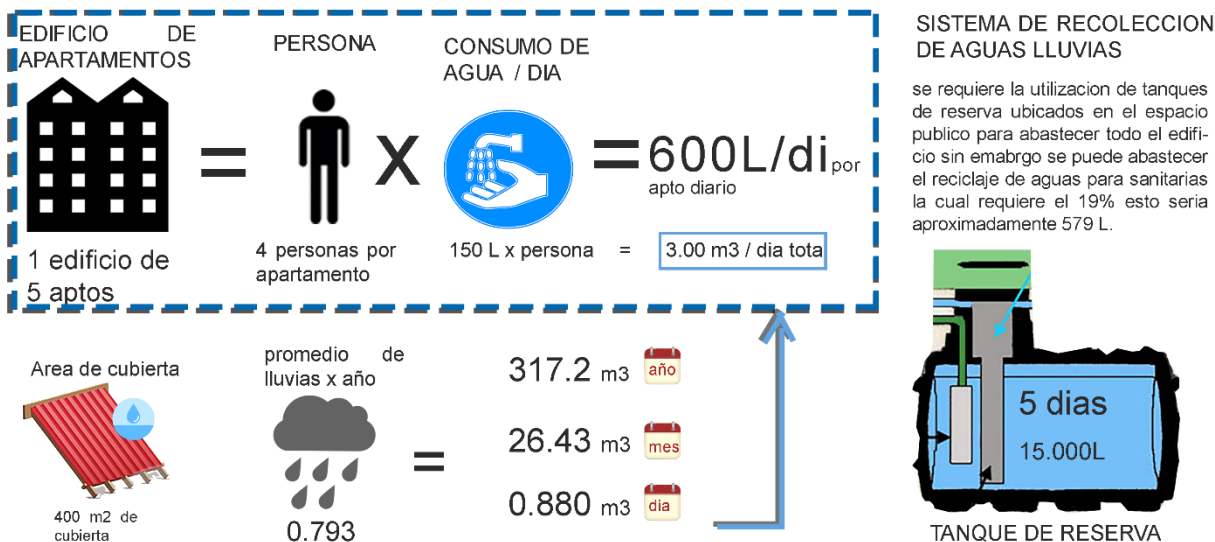 EDIFICIO DE
APARTAMENTOS
1 edificio de
5 aptos
PERSONA
4 personas por
apartamento
CONSUMO DE
AGUA / DIA
150 L x persona
=
=
X
=
600L/di por
apto diario
3.00 m3 / dia tota
Area de cubierta
400 m2 de
cubierta
promedio de
lluvias x año
0.793
=
317.2 m3 año
26.43 m3 mes
0.880 m3 dia
SISTEMA DE RECOLECCION
DE AGUAS LLUVIAS
se requiere la utilizacion de tanques
de reserva ubicados en el espacio
publico para abastecer todo el edifi-
cio sin emabrgo se puede abastecer
el reciclaje de aguas para sanitarias
la cual requiere el 19% esto seria
aproximadamente 579 L.
5 dias
15.000L
TANQUE DE RESERVA